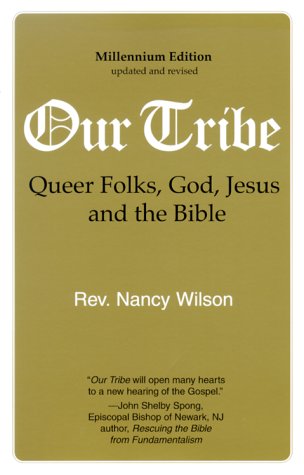 Millennium Edition
updated and revised
Our Tribe
Queer Folks, God, Jesus
and the Bible
Rev. Nancy Wilson
“Our Tribe will open many hearts
to a new hearing of the Gospel.”
—John Shelby Spong,
Episcopal Bishop of Newark, NJ
author, Rescuing the Bible
from Fundamentalism